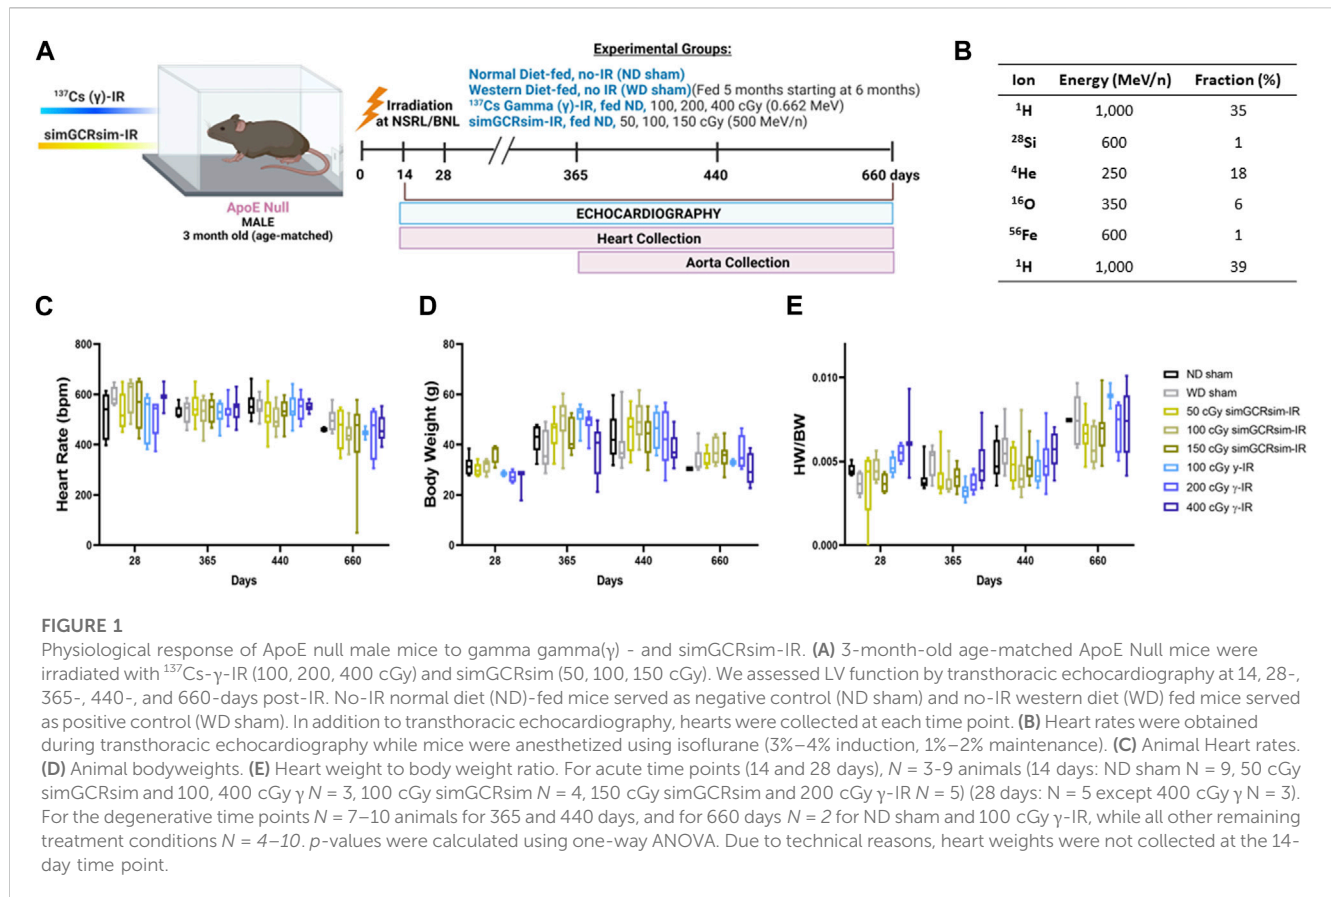 A
Experimental Groups:
Normal Diet-fed, no-IR (ND sham)
Western Diet-fed, no IR (WD sham)(Fed 5 months starting at 6 months)
¹³⁷Cs Gamma (γ)-IR, fed ND, 100, 200, 400 cGy (0.662 MeV)
simGCRsim-IR, fed ND, 50, 100, 150 cGy (500 MeV/n)
¹³⁷Cs (γ)-IR
simGCRsim-IR
Irradiation
at NSRL/BNL
0 14 28 365 440 660 days
ApoE Null
MALE
3 month old (age-matched)
ECHOCARDIOGRAPHY
Heart Collection
Aorta Collection
B
Ion Energy (MeV/n) Fraction (%)
¹H 1,000 35
²⁸Si 600 1
⁴He 250 18
¹⁶O 350 6
⁵⁶Fe 600 1
¹H 1,000 39
C
Heart Rate (bpm)
800
600
400
200
0
28 365 440 660
Days
D
Body Weight (g)
80
60
40
20
0
28 365 440 660
Days
E
HW/BW
0.010
0.005
0.000
28 365 440 660
Days
ND sham
WD sham
50 cGy simGCRsim-IR
100 cGy simGCRsim-IR
150 cGy simGCRsim-IR
100 cGy γ-IR
200 cGy γ-IR
400 cGy γ-IR
FIGURE 1
Physiological response of ApoE null male mice to gamma gamma(γ) - and simGCRsim-IR. (A) 3-month-old age-matched ApoE Null mice were
irradiated with ¹³⁷Cs-γ-IR (100, 200, 400 cGy) and simGCRsim (50, 100, 150 cGy). We assessed LV function by transthoracic echocardiography at 14, 28-,
365-, 440-, and 660-days post-IR. No-IR normal diet (ND)-fed mice served as negative control (ND sham) and no-IR western diet (WD) fed mice served
as positive control (WD sham). In addition to transthoracic echocardiography, hearts were collected at each time point. (B) Heart rates were obtained
during transthoracic echocardiography while mice were anesthetized using isoflurane (3%–4% induction, 1%–2% maintenance). (C) Animal Heart rates.
(D) Animal bodyweights. (E) Heart weight to body weight ratio. For acute time points (14 and 28 days), N = 3-9 animals (14 days: ND sham N = 9, 50 cGy
simGCRsim and 100, 400 cGy γ N = 3, 100 cGy simGCRsim N = 4, 150 cGy simGCRsim and 200 cGy γ-IR N = 5) (28 days: N = 5 except 400 cGy γ N = 3).
For the degenerative time points N = 7–10 animals for 365 and 440 days, and for 660 days N = 2 for ND sham and 100 cGy γ-IR, while all other remaining
treatment conditions N = 4–10. p-values were calculated using one-way ANOVA. Due to technical reasons, heart weights were not collected at the 14-
day time point.